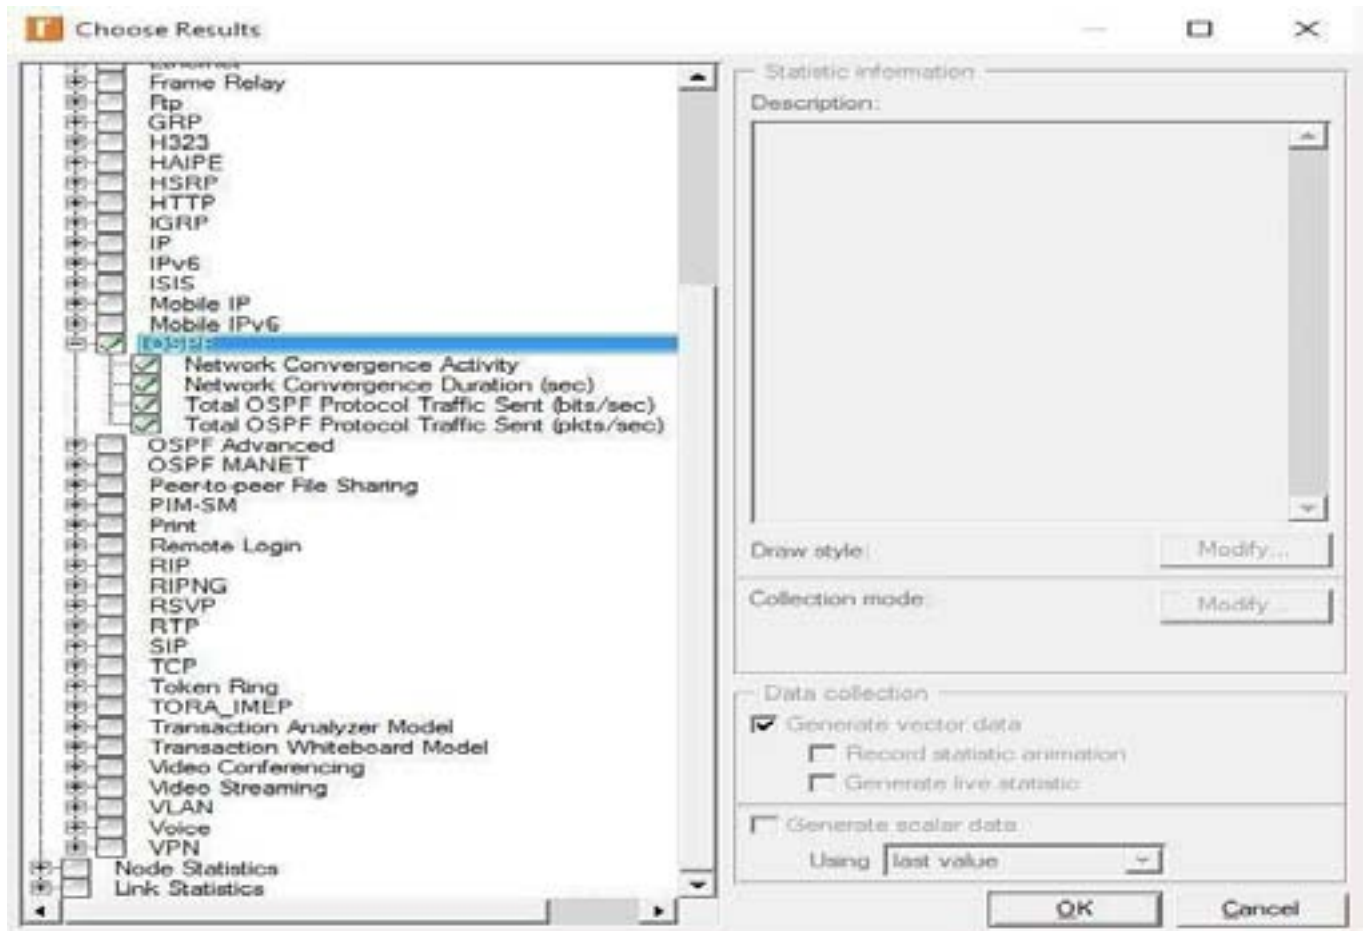 Choose Results
Ethernet
Frame Relay
Ftp
GRP
H323
HAIPE
HSRP
HTTP
IGRP
IP
IPv6
ISIS
Mobile IP
Mobile IPv6
OSPF
Network Convergence Activity
Network Convergence Duration (sec)
Total OSPF Protocol Traffic Sent (bits/sec)
Total OSPF Protocol Traffic Sent (pkts/sec)
OSPF Advanced
OSPF MANET
Peer-to-peer File Sharing
PIM-SM
Print
Remote Login
RIP
RIPNG
RSVP
RTP
SIP
TCP
Token Ring
TORA_IMEP
Transaction Analyzer Model
Transaction Whiteboard Model
Video Conferencing
Video Streaming
VLAN
Voice
VPN
Node Statistics
Link Statistics
Statistic information
Description:
Draw style:
Modify...
Collection mode:
Modify...
Data collection
Generate vector data
Record statistic animation
Generate live statistic
Generate scalar data
Using last value
OK
Cancel